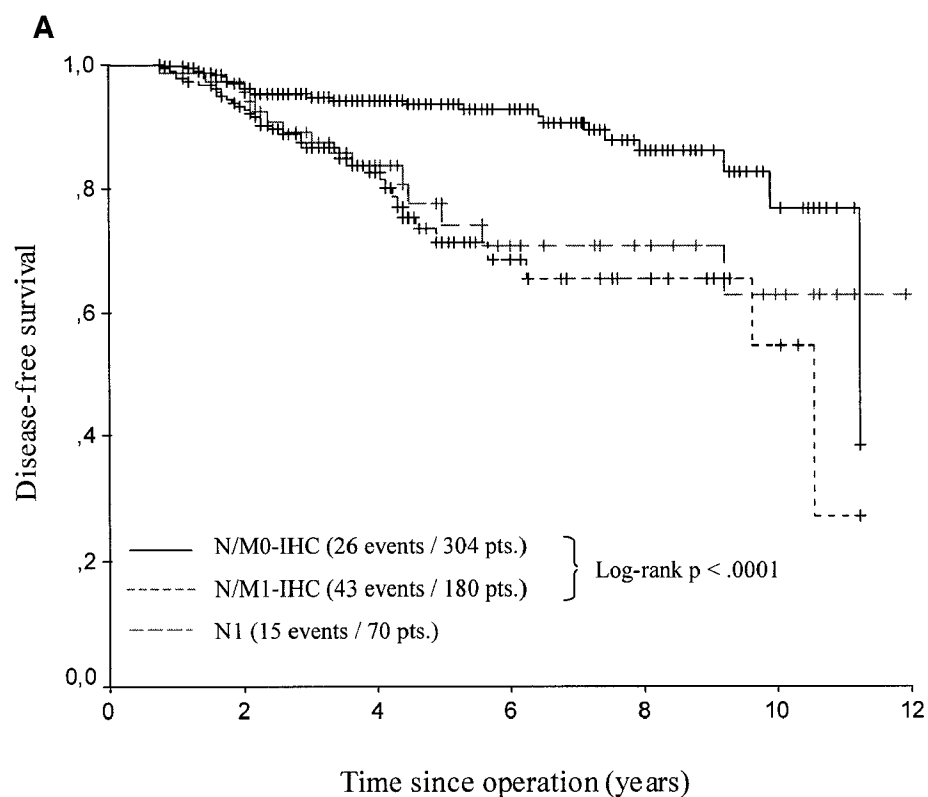 A
1,0
,8
,6
,4
,2
0,0
Disease-free survival
N/M0-IHC (26 events / 304 pts.)
N/M1-IHC (43 events / 180 pts.)
Log-rank p < .0001
N1 (15 events / 70 pts.)
0 2 4 6 8 10 12
Time since operation (years)